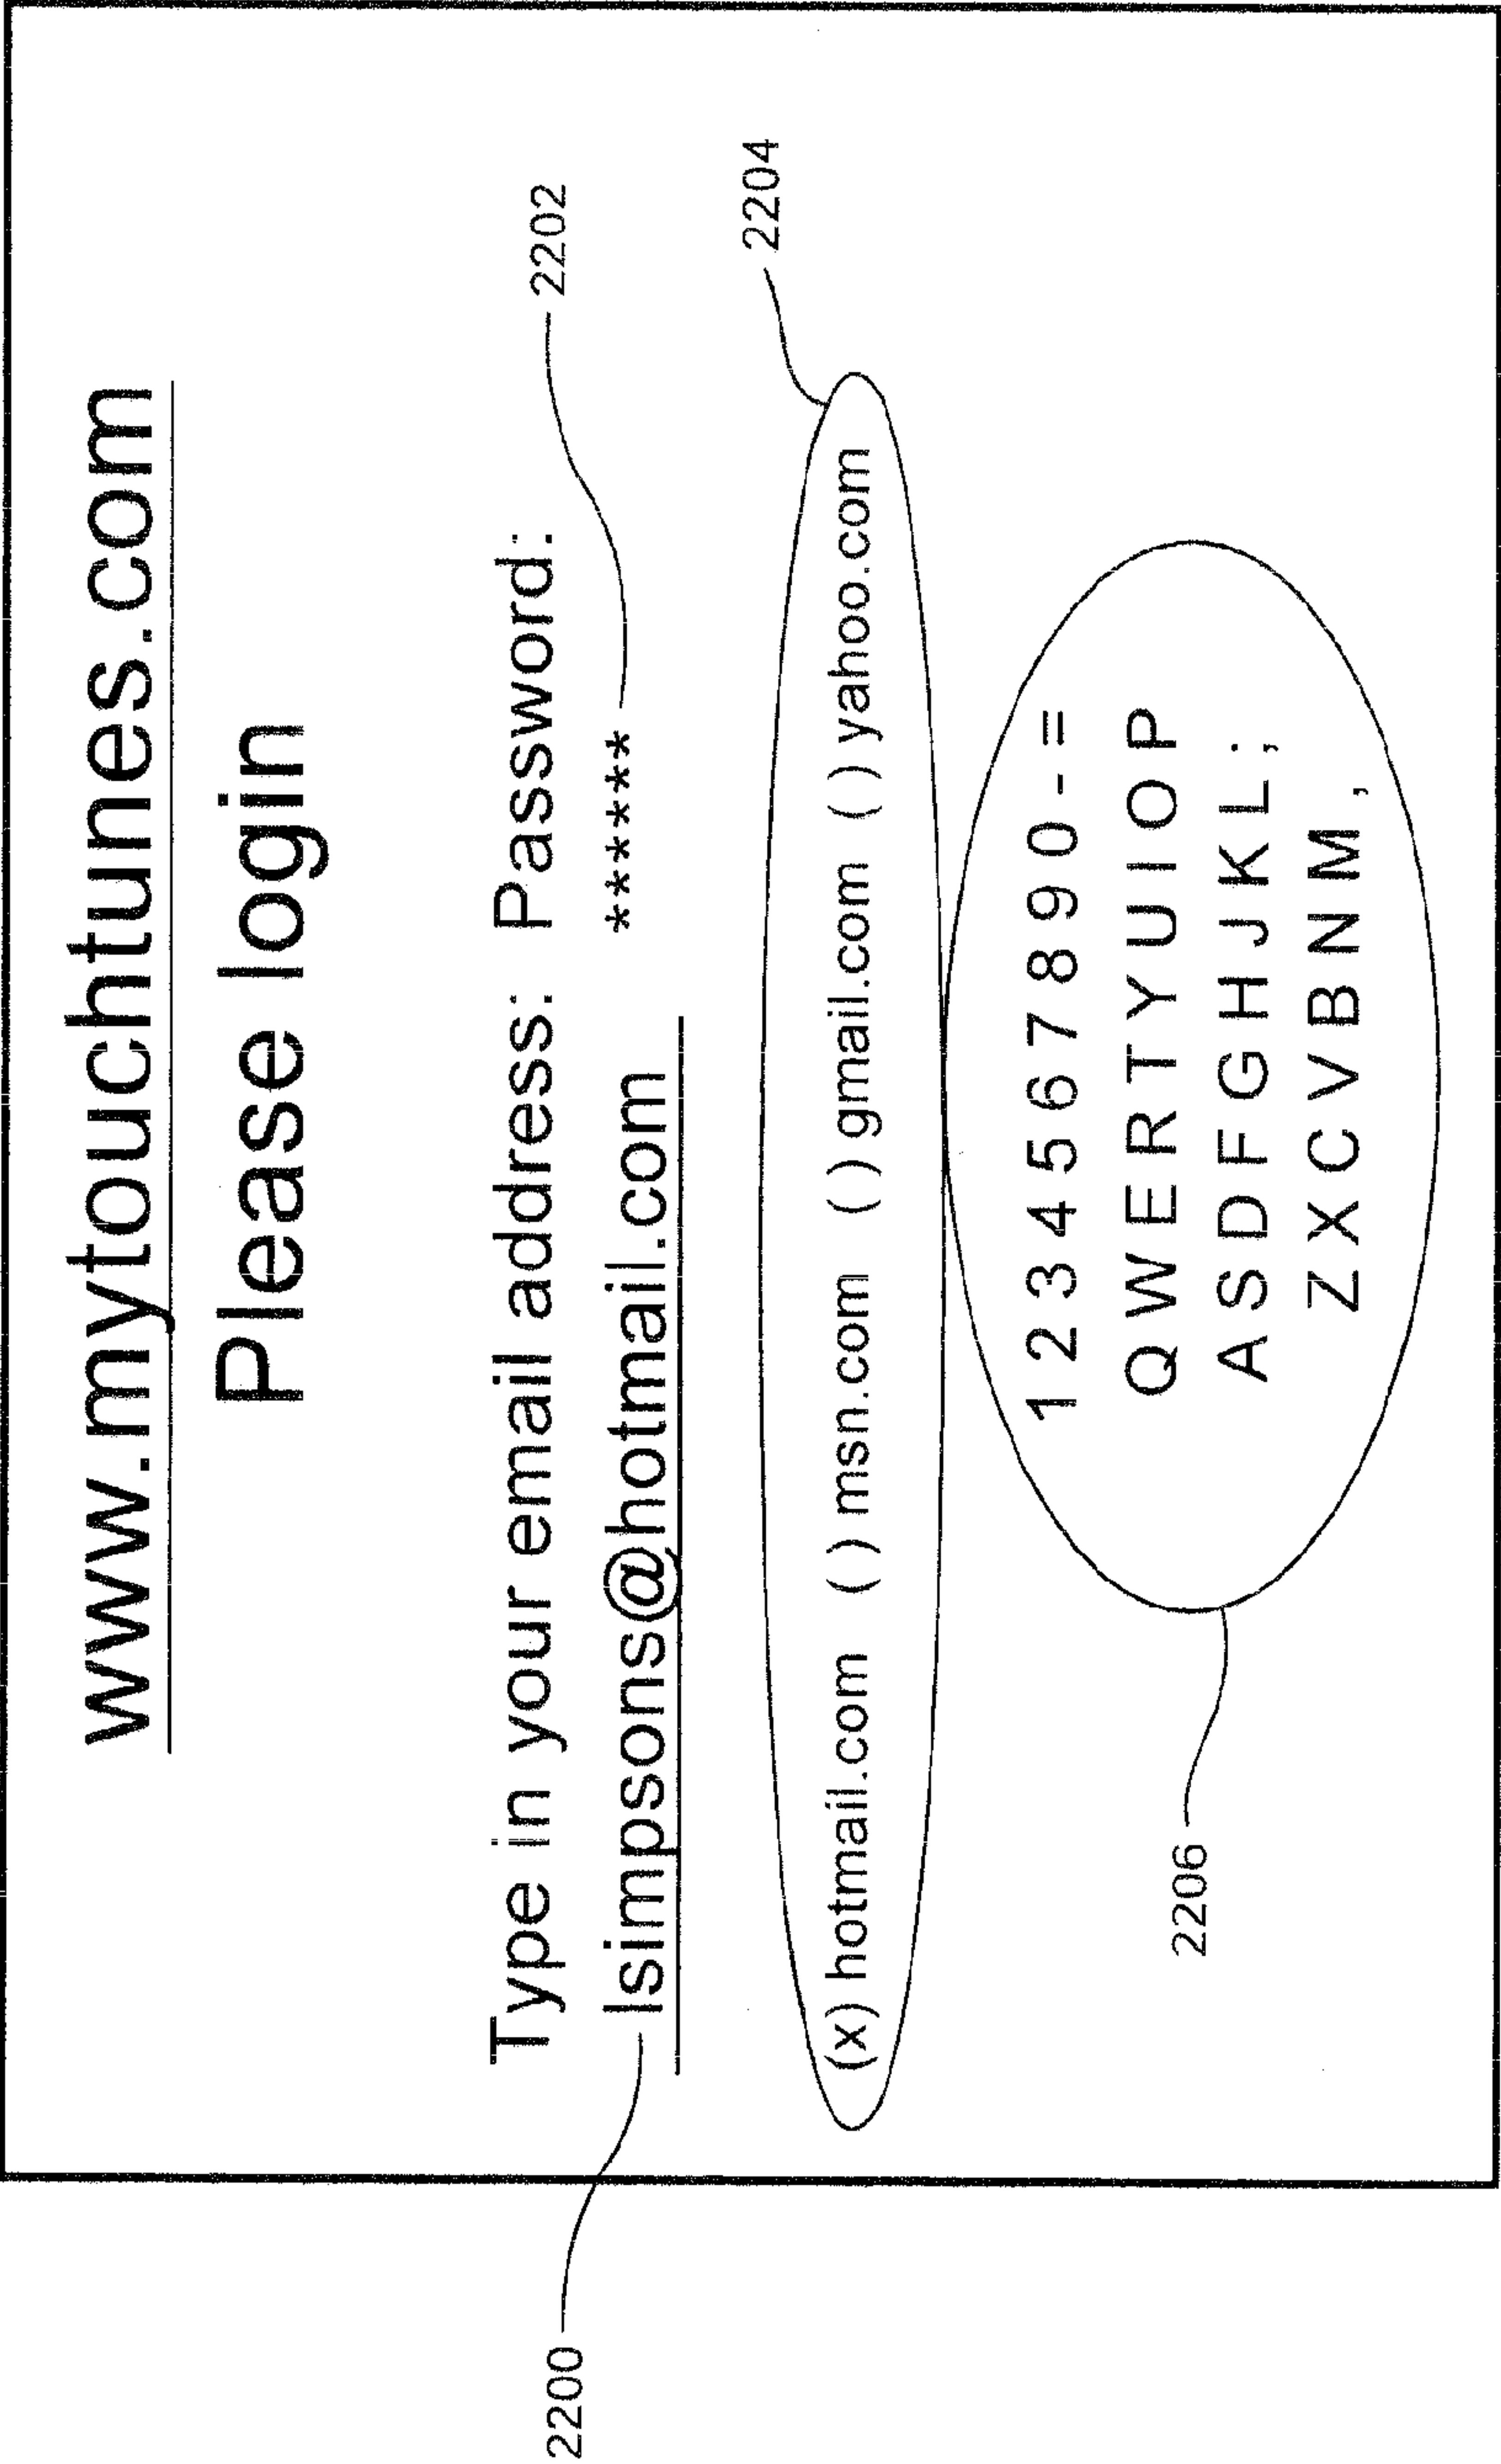 www.mytouchtunes.com
Please login
Type in your email address: Password:
lsimpsons@hotmail.com ******
(x) hotmail.com ( ) msn.com ( ) gmail.com ( ) yahoo.com
1 2 3 4 5 6 7 8 9 0 - =
Q W E R T Y U I O P
A S D F G H J K L ;
Z X C V B N M ,
2200
2202
2204
2206